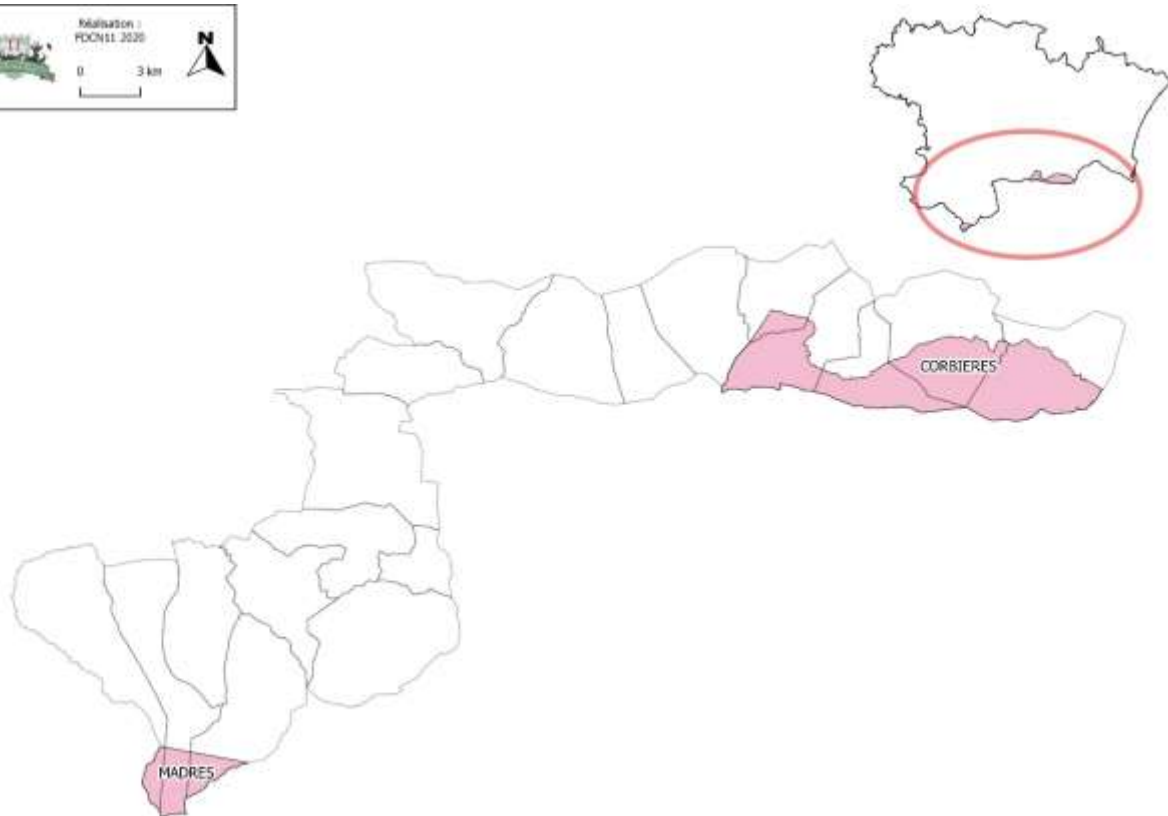 Réalisation :
FDCN11 2020
N
0 3 km
CORBIERES
MADRES